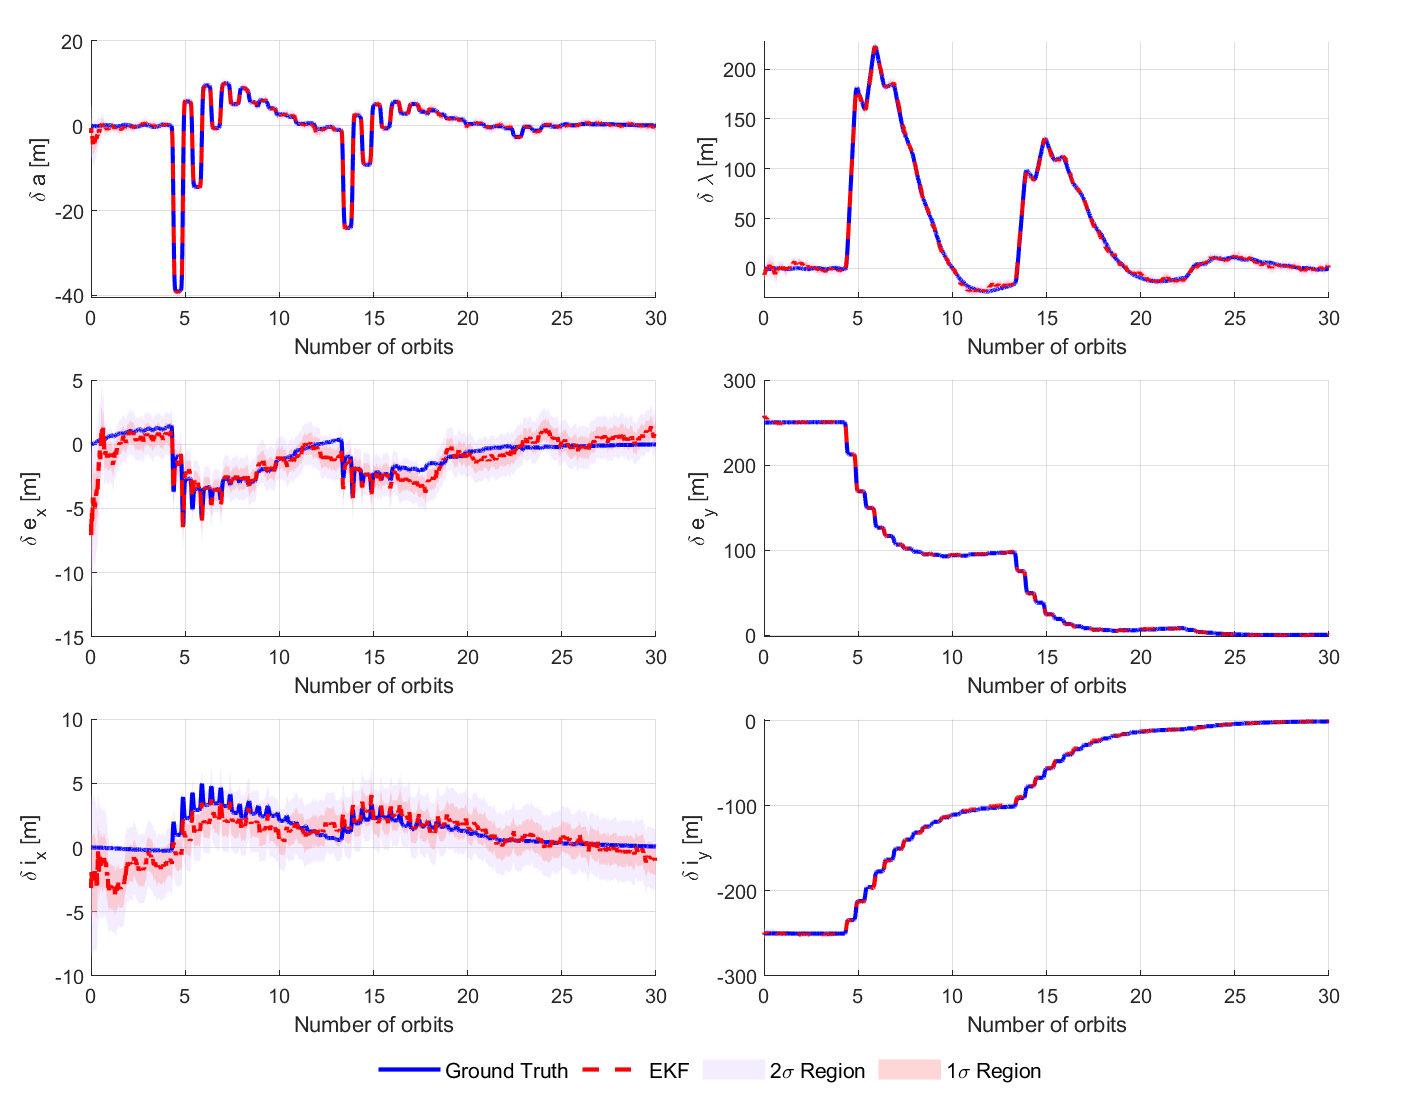 20
0
-20
-40
δ a [m]
0 5 10 15 20 25 30
Number of orbits
200
150
100
50
0
δ λ [m]
0 5 10 15 20 25 30
Number of orbits
5
0
-5
-10
-15
δ e_x [m]
0 5 10 15 20 25 30
Number of orbits
300
200
100
0
δ e_y [m]
0 5 10 15 20 25 30
Number of orbits
10
5
0
-5
-10
δ i_x [m]
0 5 10 15 20 25 30
Number of orbits
0
-100
-200
-300
δ i_y [m]
0 5 10 15 20 25 30
Number of orbits
Ground Truth EKF 2σ Region 1σ Region